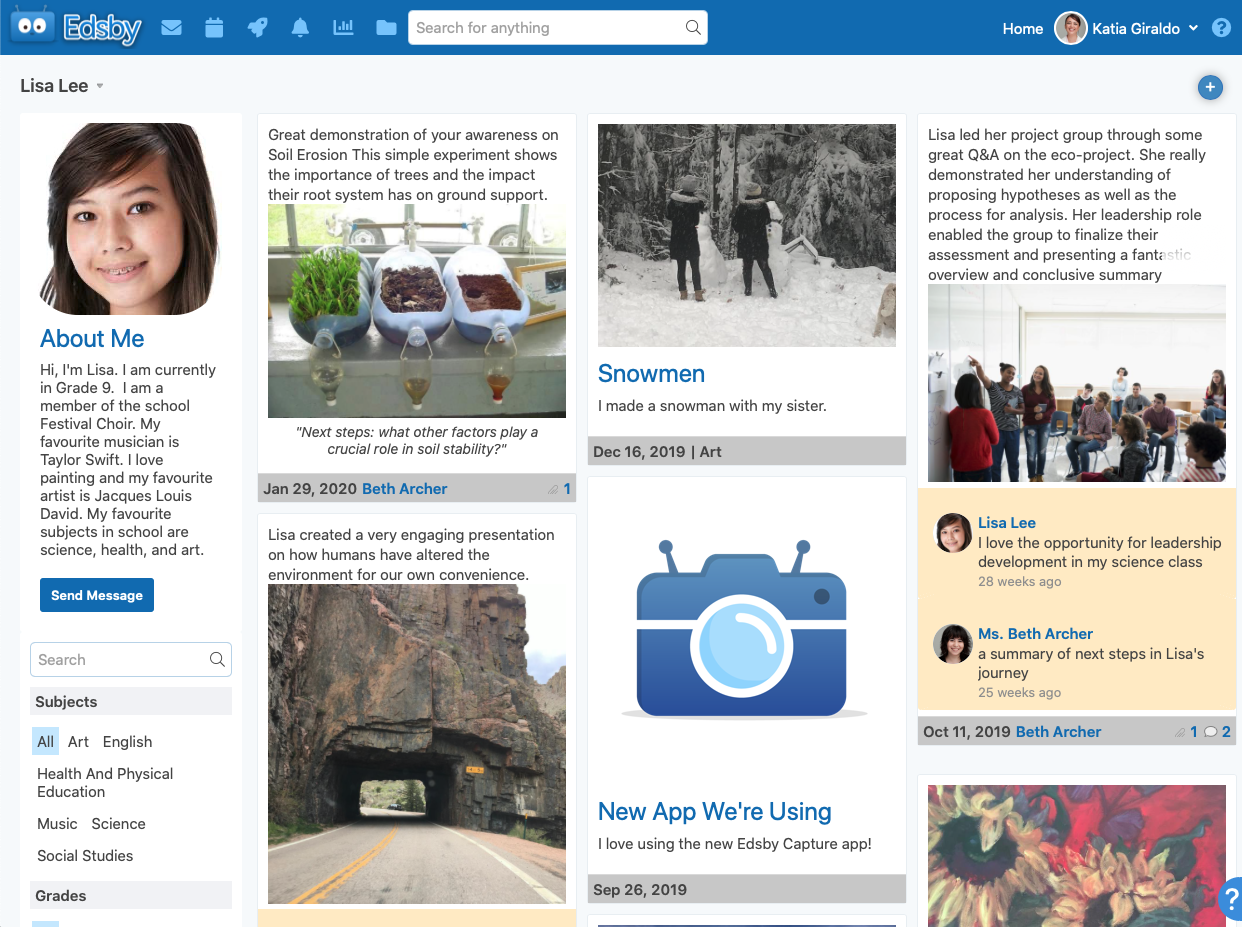 Edsby
Search for anything
Home
Katia Giraldo
?
Lisa Lee
+
About Me
Hi, I'm Lisa. I am currently
in Grade 9.  I am a
member of the school
Festival Choir. My
favourite musician is
Taylor Swift. I love
painting and my favourite
artist is Jacques Louis
David. My favourite
subjects in school are
science, health, and art.
Send Message
Search
Subjects
All Art English
Health And Physical
Education
Music Science
Social Studies
Grades
Great demonstration of your awareness on
Soil Erosion This simple experiment shows
the importance of trees and the impact
their root system has on ground support.
"Next steps: what other factors play a
crucial role in soil stability?"
Jan 29, 2020 Beth Archer 1
Lisa created a very engaging presentation
on how humans have altered the
environment for our own convenience.
Snowmen
I made a snowman with my sister.
Dec 16, 2019 | Art
New App We're Using
I love using the new Edsby Capture app!
Sep 26, 2019
Lisa led her project group through some
great Q&A on the eco-project. She really
demonstrated her understanding of
proposing hypotheses as well as the
process for analysis. Her leadership role
enabled the group to finalize their
assessment and presenting a fantastic
overview and conclusive summary
Lisa Lee
I love the opportunity for leadership
development in my science class
28 weeks ago
Ms. Beth Archer
a summary of next steps in Lisa's
journey
25 weeks ago
Oct 11, 2019 Beth Archer 1 2
?